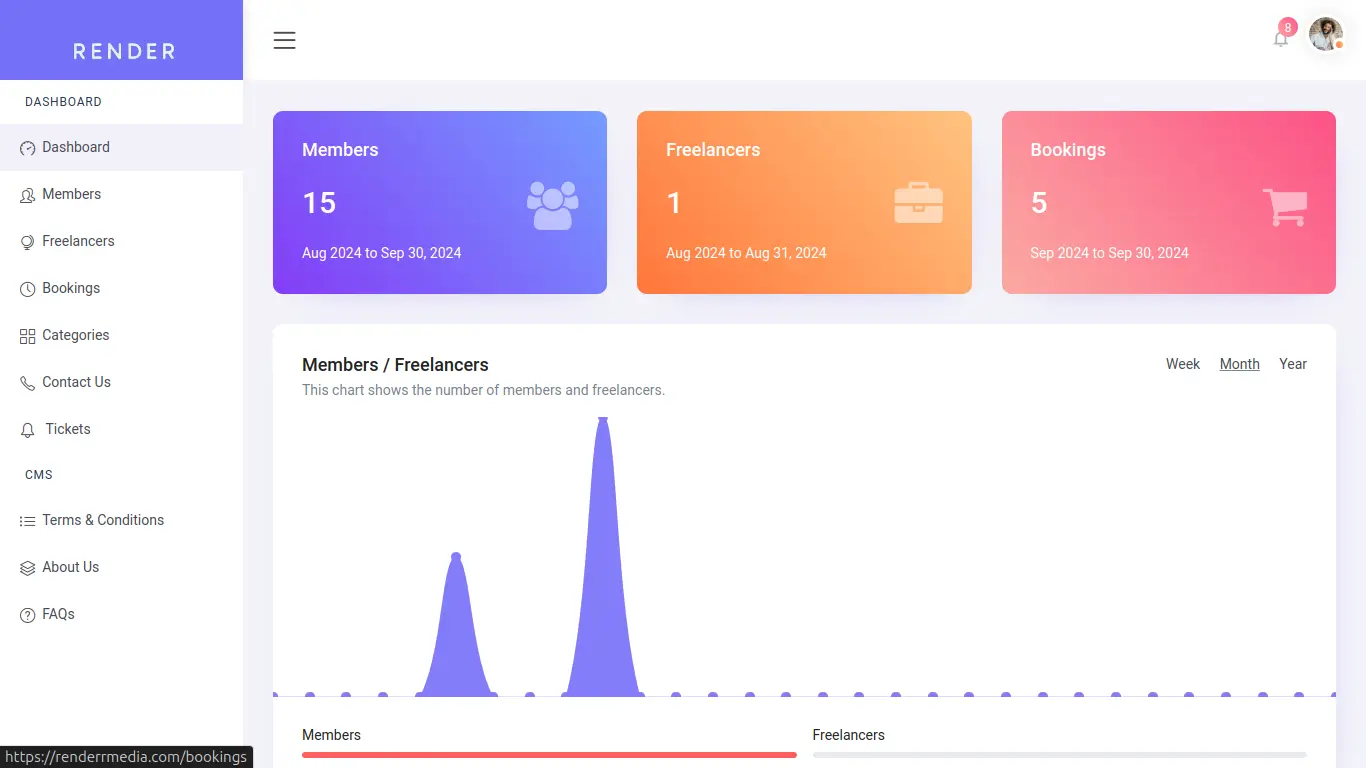 RENDER
8
DASHBOARD
Dashboard
Members
Freelancers
Bookings
Categories
Contact Us
Tickets
CMS
Terms & Conditions
About Us
FAQs
Members
15
Aug 2024 to Sep 30, 2024
Freelancers
1
Aug 2024 to Aug 31, 2024
Bookings
5
Sep 2024 to Sep 30, 2024
Members / Freelancers
This chart shows the number of members and freelancers.
Week Month Year
Members
Freelancers
https://renderrmedia.com/bookings